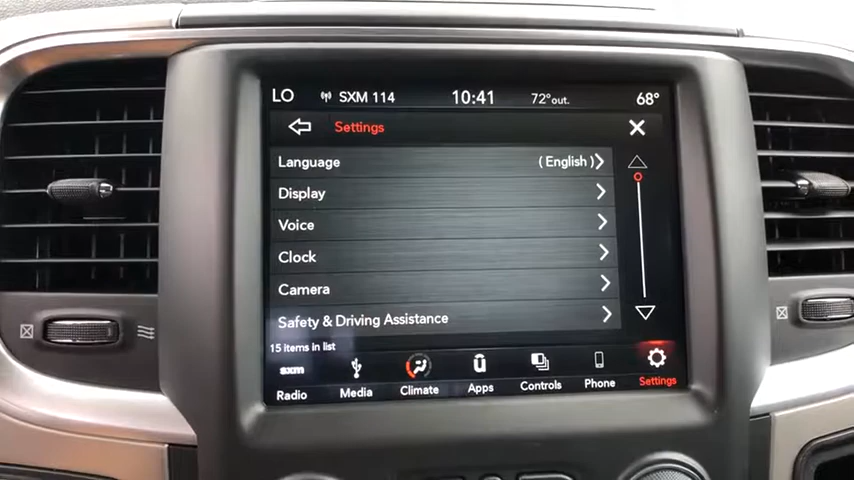 LO SXM 114 10:41 72°out. 68°
Settings
Language (English)
Display
Voice
Clock
Camera
Safety & Driving Assistance
15 items in list
sxm
Radio Media Climate Apps Controls Phone Settings